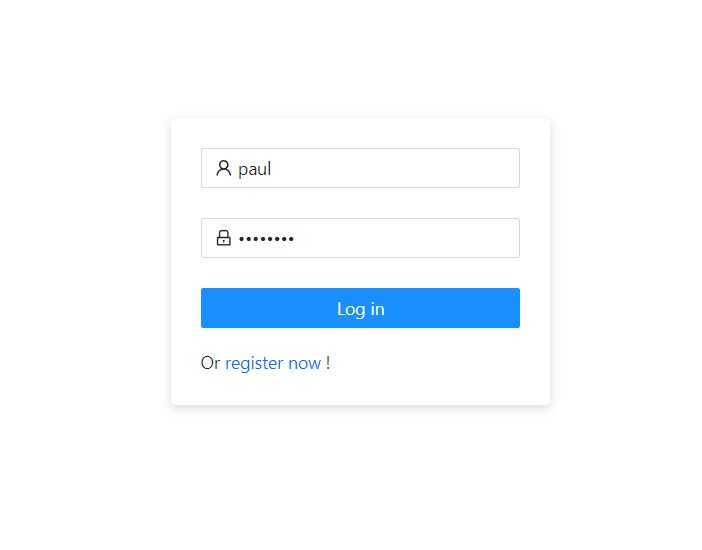 paul
••••••••
Log in
Or register now !